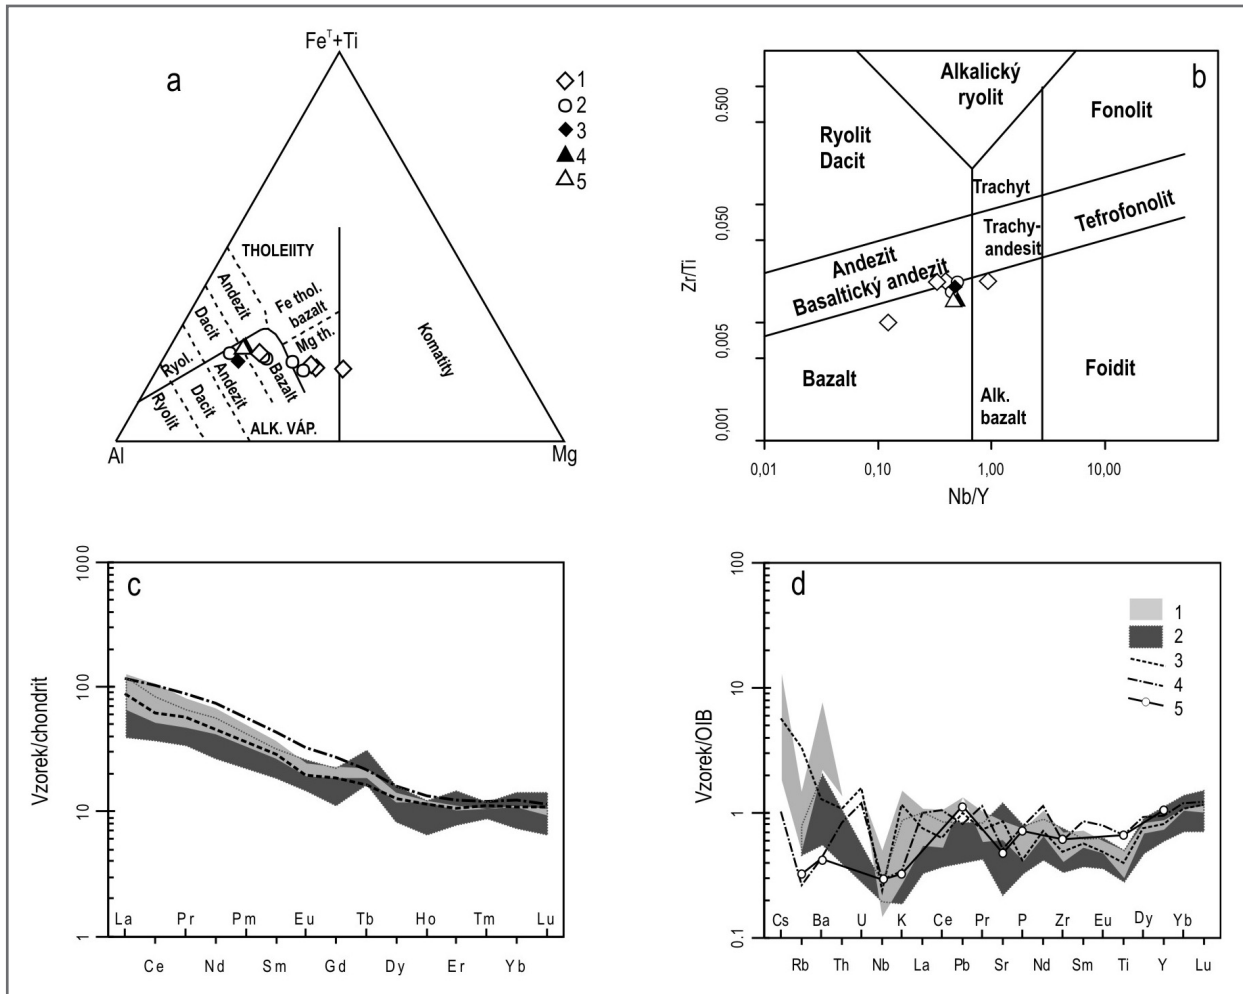 a
Fe^T+Ti
1
2
3
4
5
THOLEIITY
Andezit
Fe thol.
bazalt
Dacit
Mg th.
Ryol.
Andezit
Bazalt
Dacit
Ryolit
ALK. VÁP.
Komatity
Al
Mg
b
Alkalický
ryolit
Ryolit
Dacit
Fonolit
Trachyt
Tefrofonolit
Trachy-
andesit
Andezit
Basaltický andezit
Bazalt
Alk.
bazalt
Foidit
Zr/Ti
0.500
0,050
0,005
0,001
0,01
0,10
1,00
10,00
Nb/Y
c
Vzorek/chondrit
1000
100
10
1
La Pr Pm Eu Tb Ho Tm Lu
Ce Nd Sm Gd Dy Er Yb
d
1
2
3
4
5
Vzorek/OIB
100
10
1
0.1
Cs Ba U K Ce Pr P Zr Eu Dy Yb
Rb Th Nb La Pb Sr Nd Sm Ti Y Lu